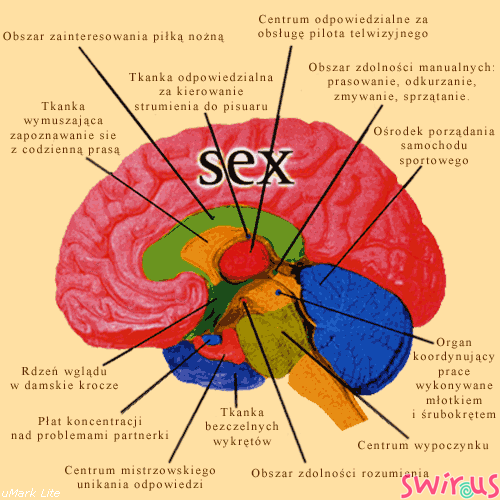 Centrum odpowiedzialne za
obsługę pilota telwizyjnego
Obszar zainteresowania piłką nożną
Tkanka odpowiedzialna
za kierowanie
strumienia do pisuaru
Obszar zdolności manualnych:
prasowanie, odkurzanie,
zmywanie, sprzątanie.
Tkanka
wymuszająca
zapoznawanie sie
z codzienną prasą
Ośrodek porządania
samochodu
sportowego
sex
Rdzeń wglądu
w damskie krocze
Organ
koordynujący
prace
wykonywane
młotkiem
i śrubokrętem
Płat koncentracji
nad problemami partnerki
Tkanka
bezczelnych
wykrętów
Centrum wypoczynku
Centrum mistrzowskiego
unikania odpowiedzi
Obszar zdolności rozumienia
swirus
uMark Lite